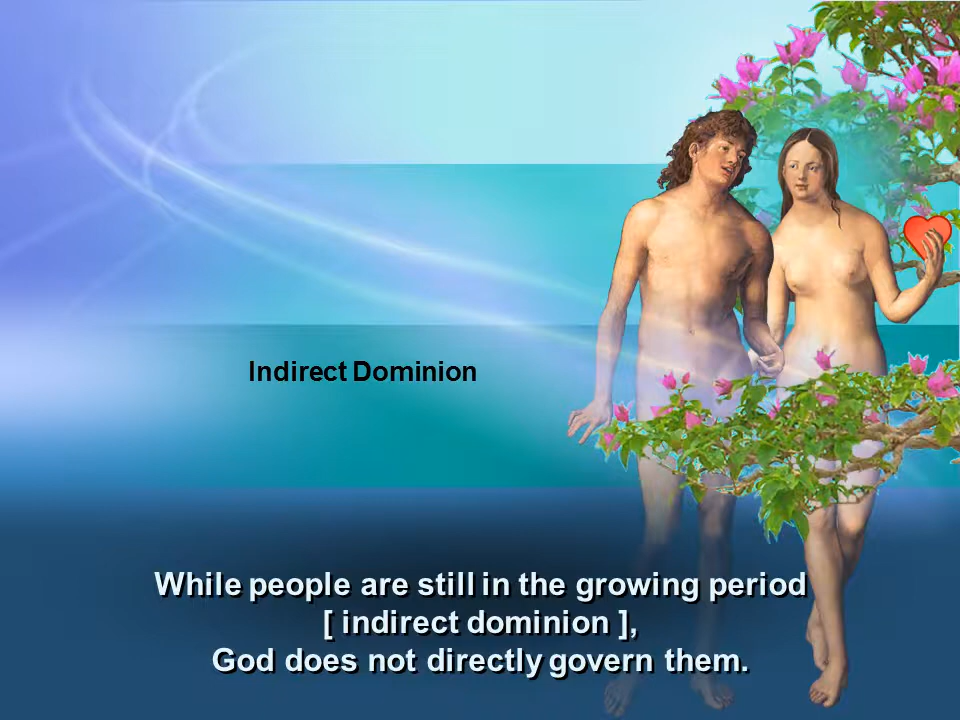 Indirect Dominion
While people are still in the growing period
[ indirect dominion ],
God does not directly govern them.